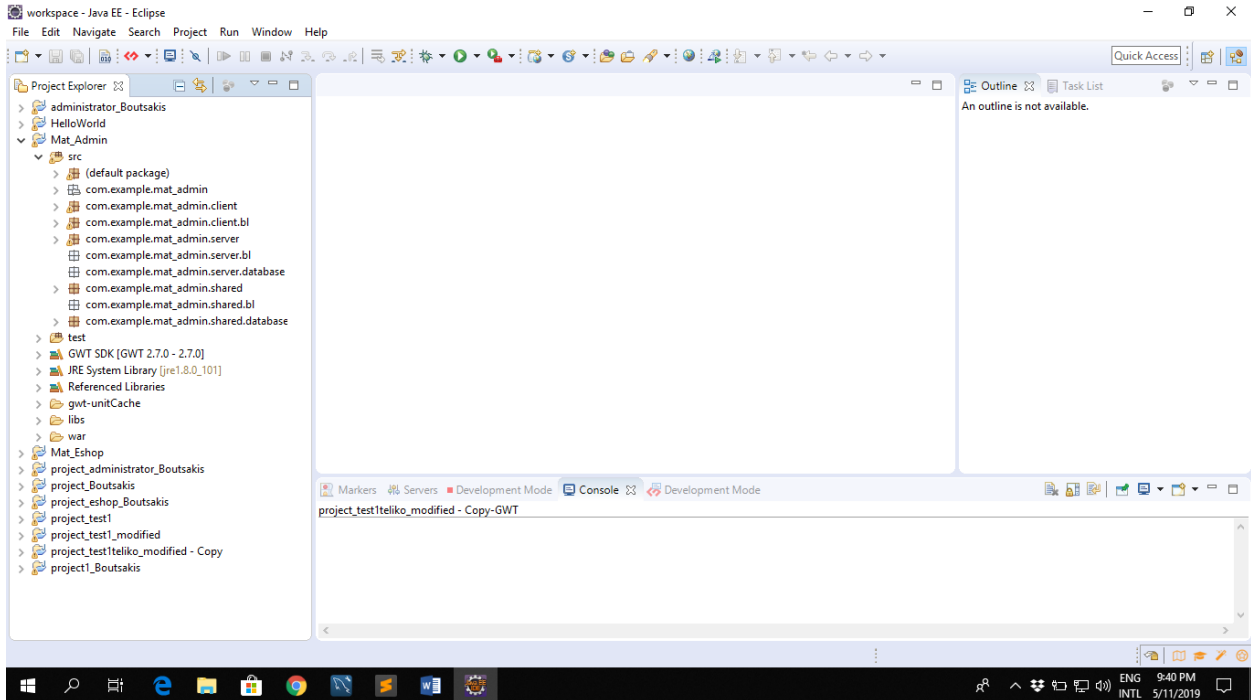 workspace - Java EE - Eclipse
File Edit Navigate Search Project Run Window Help
Quick Access
Project Explorer
administrator_Boutsakis
HelloWorld
Mat_Admin
src
(default package)
com.example.mat_admin
com.example.mat_admin.client
com.example.mat_admin.client.bl
com.example.mat_admin.server
com.example.mat_admin.server.bl
com.example.mat_admin.server.database
com.example.mat_admin.shared
com.example.mat_admin.shared.bl
com.example.mat_admin.shared.database
test
GWT SDK [GWT 2.7.0 - 2.7.0]
JRE System Library [jre1.8.0_101]
Referenced Libraries
gwt-unitCache
libs
war
Mat_Eshop
project_administrator_Boutsakis
project_Boutsakis
project_eshop_Boutsakis
project_test1
project_test1_modified
project_test1teliko_modified - Copy
project1_Boutsakis
Outline Task List
An outline is not available.
Markers Servers Development Mode Console Development Mode
project_test1teliko_modified - Copy-GWT
ENG 9:40 PM
INTL 5/11/2019